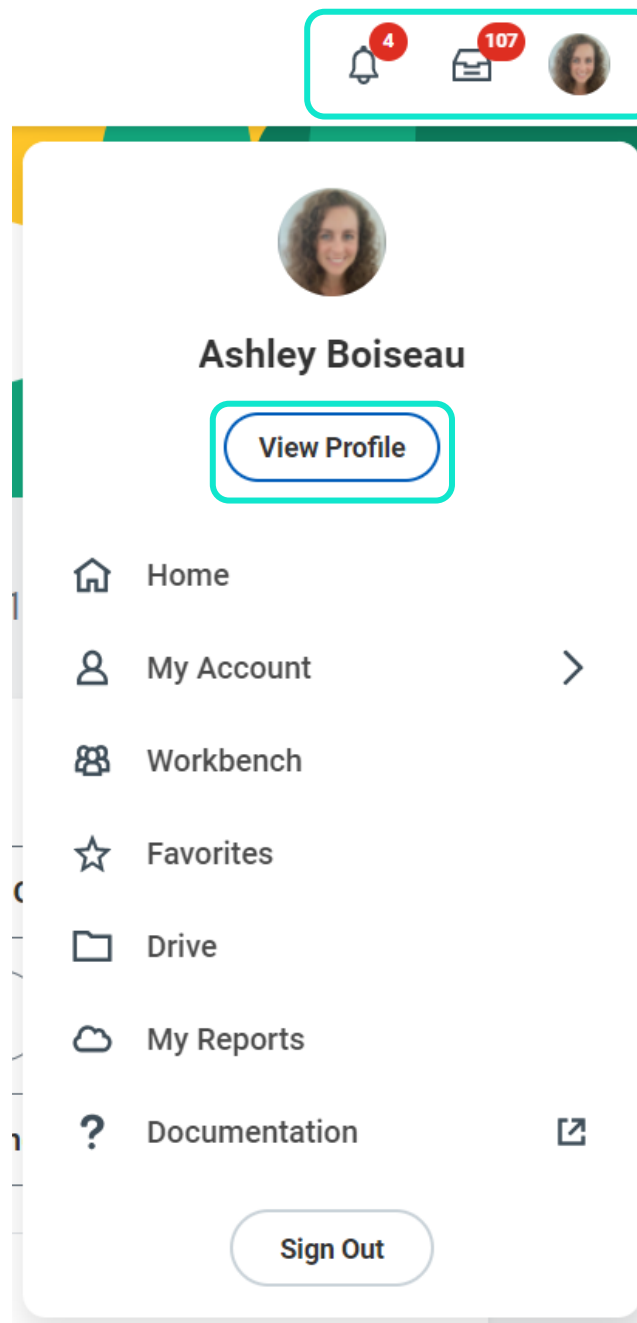 4
107
Ashley Boiseau
View Profile
Home
My Account
Workbench
Favorites
Drive
My Reports
? Documentation
Sign Out